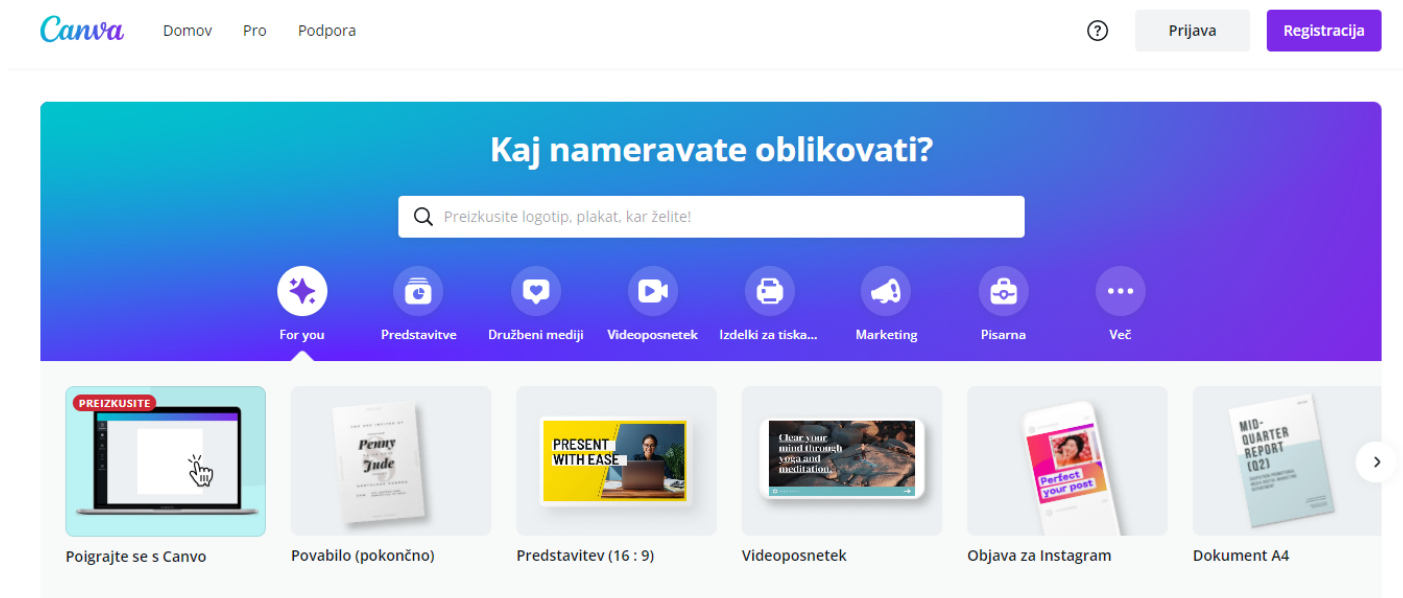 Canva
Domov
Pro
Podpora
?
Prijava
Registracija
Kaj nameravate oblikovati?
Preizkusite logotip, plakat, kar želite!
For you
Predstavitve
Družbeni mediji
Videoposnetek
Izdelki za tiska...
Marketing
Pisarna
Več
PREIZKUSITE
Penny
Jude
PRESENT
WITH EASE
Clear your
mind through
yoga and
meditation.
Perfect
your post
MID-
QUARTER
REPORT
(Q2)
Poigrajte se s Canvo
Povabilo (pokončno)
Predstavitev (16 : 9)
Videoposnetek
Objava za Instagram
Dokument A4